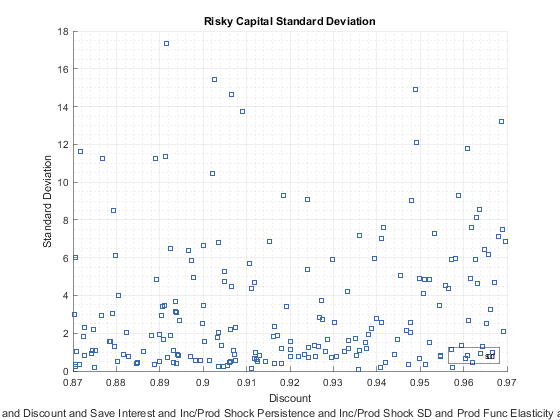 Risky Capital Standard Deviation
18
16
14
12
10
8
6
4
2
0
Standard Deviation
0.87 0.88 0.89 0.9 0.91 0.92 0.93 0.94 0.95 0.96 0.97
Discount
and Discount and Save Interest and Inc/Prod Shock Persistence and Inc/Prod Shock SD and Prod Func Elasticity a